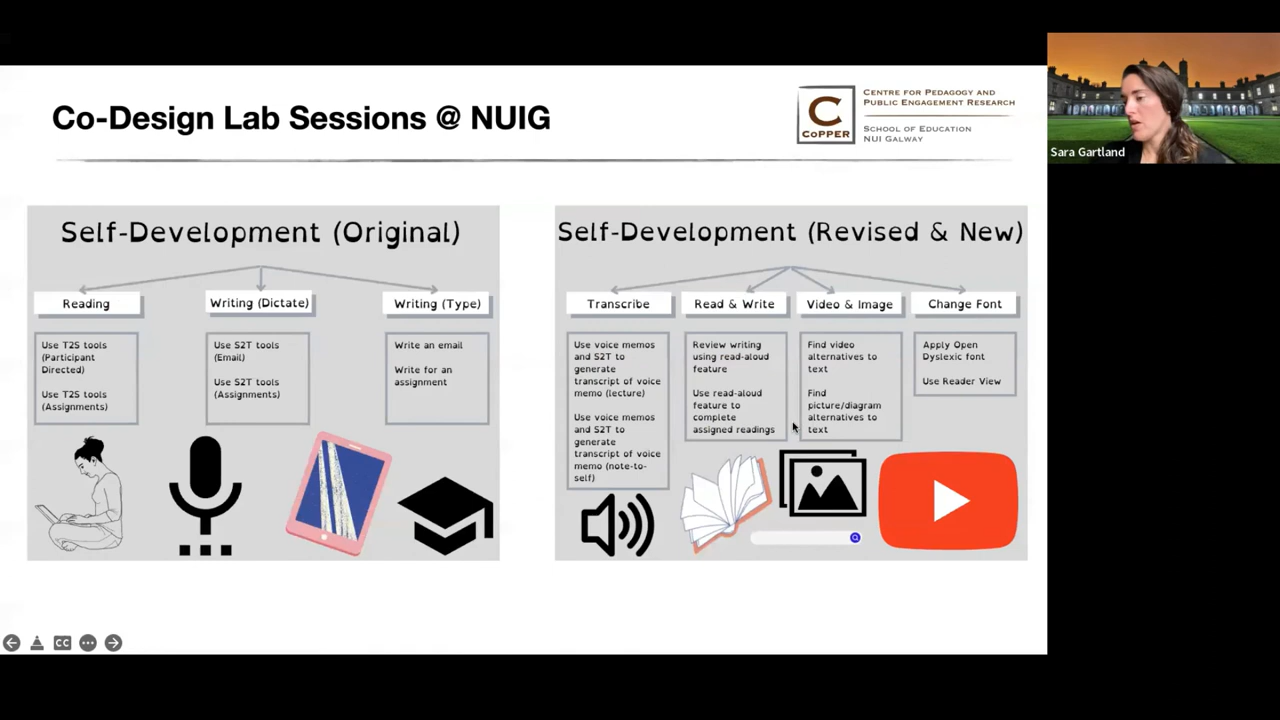 Co-Design Lab Sessions @ NUIG
C
CoPPER
CENTRE FOR PEDAGOGY AND
PUBLIC ENGAGEMENT RESEARCH
SCHOOL OF EDUCATION
NUI GALWAY
Sara Gartland
Self-Development (Original)
Reading
Writing (Dictate)
Writing (Type)
Use T2S tools
(Participant
Directed)
Use T2S tools
(Assignments)
Use S2T tools
(Email)
Use S2T tools
(Assignments)
Write an email
Write for an
assignment
Self-Development (Revised & New)
Transcribe
Read & Write
Video & Image
Change Font
Use voice memos
and S2T to
generate
transcript of voice
memo (lecture)
Use voice memos
and S2T to
generate
transcript of voice
memo (note-to-
self)
Review writing
using read-aloud
feature
Use read-aloud
feature to
complete
assigned readings
Find video
alternatives to
text
Find
picture/diagram
alternatives to
text
Apply Open
Dyslexic font
Use Reader View
CC